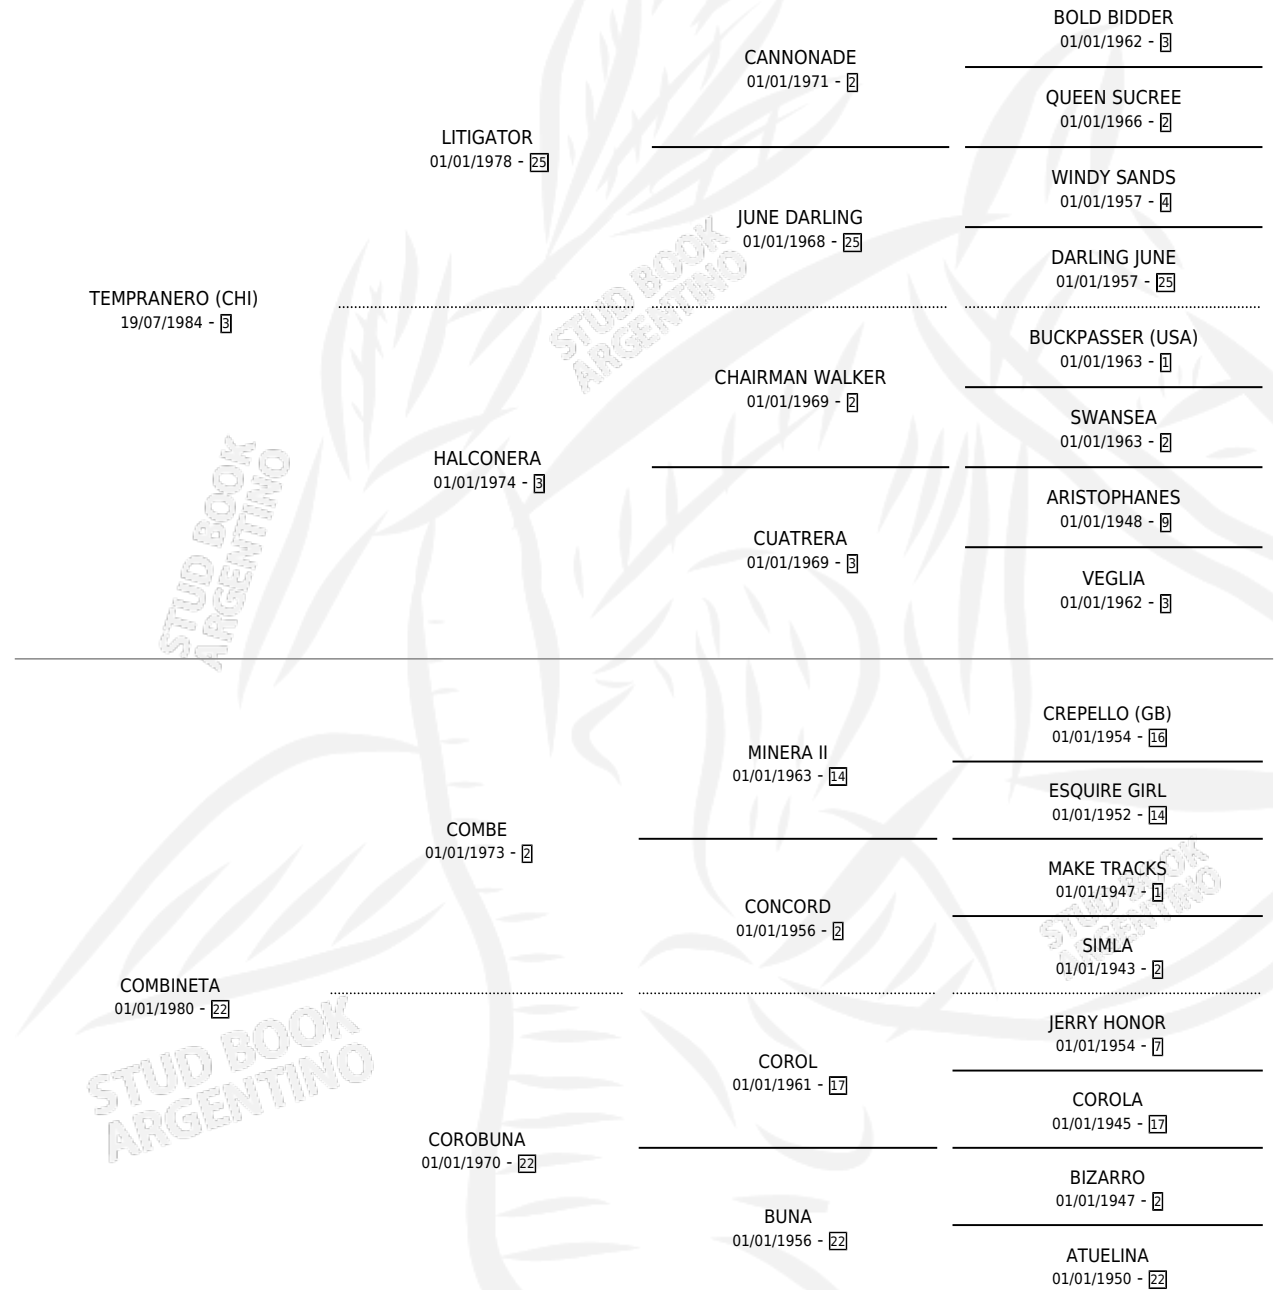 BOLD BIDDER
01/01/1962 - 3
CANNONADE
01/01/1971 - 2
QUEEN SUCREE
01/01/1966 - 2
LITIGATOR
01/01/1978 - 25
WINDY SANDS
01/01/1957 - 4
JUNE DARLING
01/01/1968 - 25
DARLING JUNE
01/01/1957 - 25
TEMPRANERO (CHI)
19/07/1984 - 3
STUD BOOK
ARGENTINO
BUCKPASSER (USA)
01/01/1963 - 1
CHAIRMAN WALKER
01/01/1969 - 2
SWANSEA
01/01/1963 - 2
HALCONERA
01/01/1974 - 3
ARISTOPHANES
01/01/1948 - 9
CUATRERA
01/01/1969 - 3
VEGLIA
01/01/1962 - 3
STUD BOOK
ARGENTINO
CREPELLO (GB)
01/01/1954 - 16
MINERA II
01/01/1963 - 14
ESQUIRE GIRL
01/01/1952 - 14
COMBE
01/01/1973 - 2
MAKE TRACKS
01/01/1947 - 1
CONCORD
01/01/1956 - 2
SIMLA
01/01/1943 - 2
STUD BOOK
ARGENTINO
COMBINETA
01/01/1980 - 22
JERRY HONOR
01/01/1954 - 7
COROL
01/01/1961 - 17
COROLA
01/01/1945 - 17
STUD BOOK
ARGENTINO
COROBUNA
01/01/1970 - 22
BIZARRO
01/01/1947 - 2
BUNA
01/01/1956 - 22
ATUELINA
01/01/1950 - 22